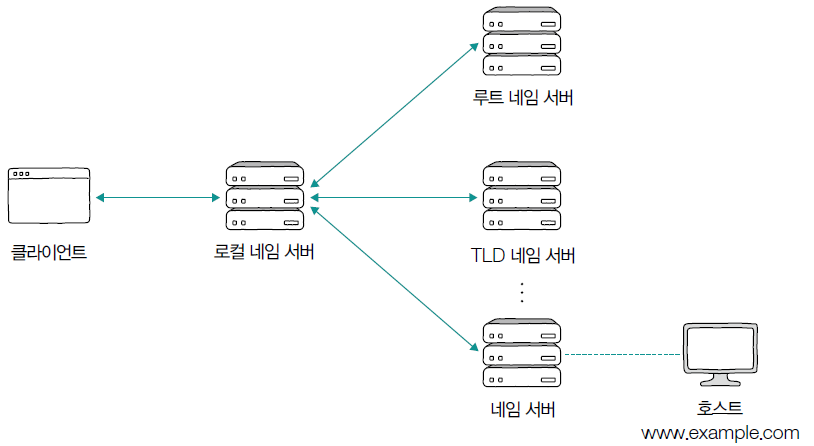 루트 네임 서버
클라이언트
로컬 네임 서버
TLD 네임 서버
네임 서버
호스트
www.example.com